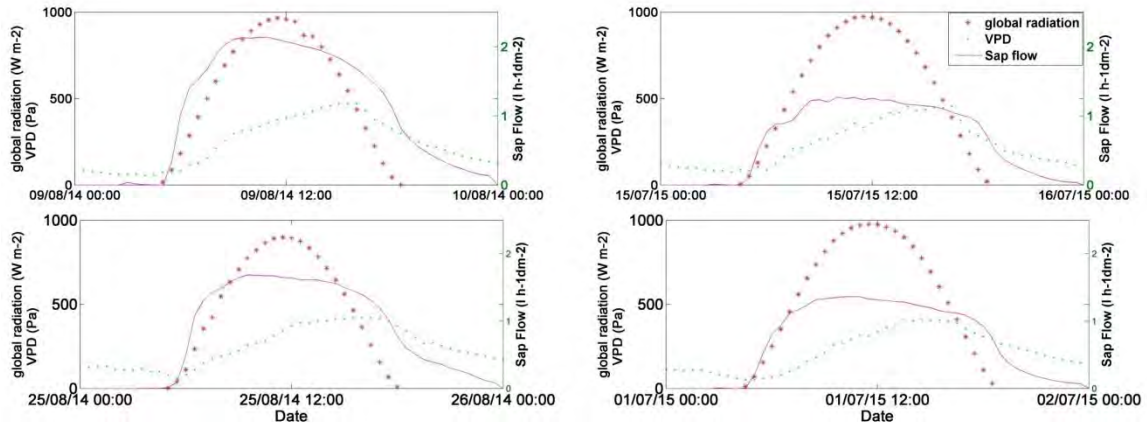 1000
500
0
global radiation (W m-2)
VPD (Pa)
2
1
0
Sap Flow (l h-1dm-2)
09/08/14 00:00
09/08/14 12:00
10/08/14 00:00
1000
500
0
global radiation (W m-2)
VPD (Pa)
global radiation
VPD
Sap flow
2
1
0
Sap Flow (l h-1dm-2)
15/07/15 00:00
15/07/15 12:00
16/07/15 00:00
1000
500
0
global radiation (W m-2)
VPD (Pa)
2
1
0
Sap Flow (l h-1dm-2)
25/08/14 00:00
25/08/14 12:00
26/08/14 00:00
Date
1000
500
0
global radiation (W m-2)
VPD (Pa)
2
1
0
Sap Flow (l h-1dm-2)
01/07/15 00:00
01/07/15 12:00
02/07/15 00:00
Date